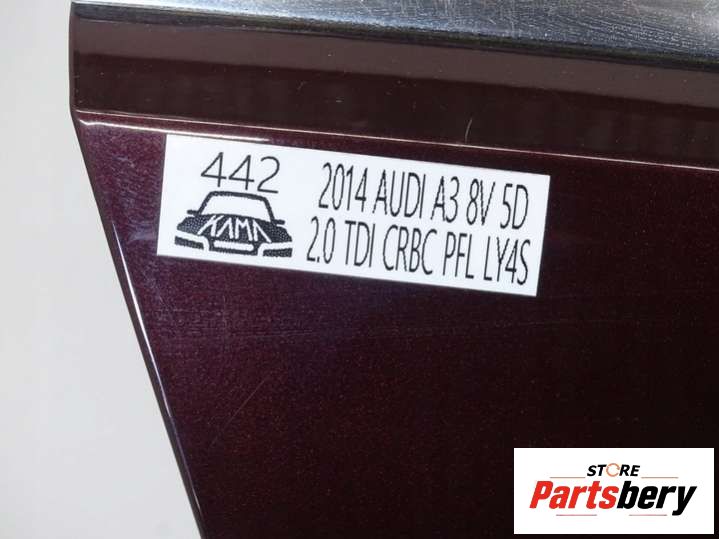 442
KAMA
2014 AUDI A3 8V 5D
2.0 TDI CRBC PFL LY4S
STORE
Partsbery